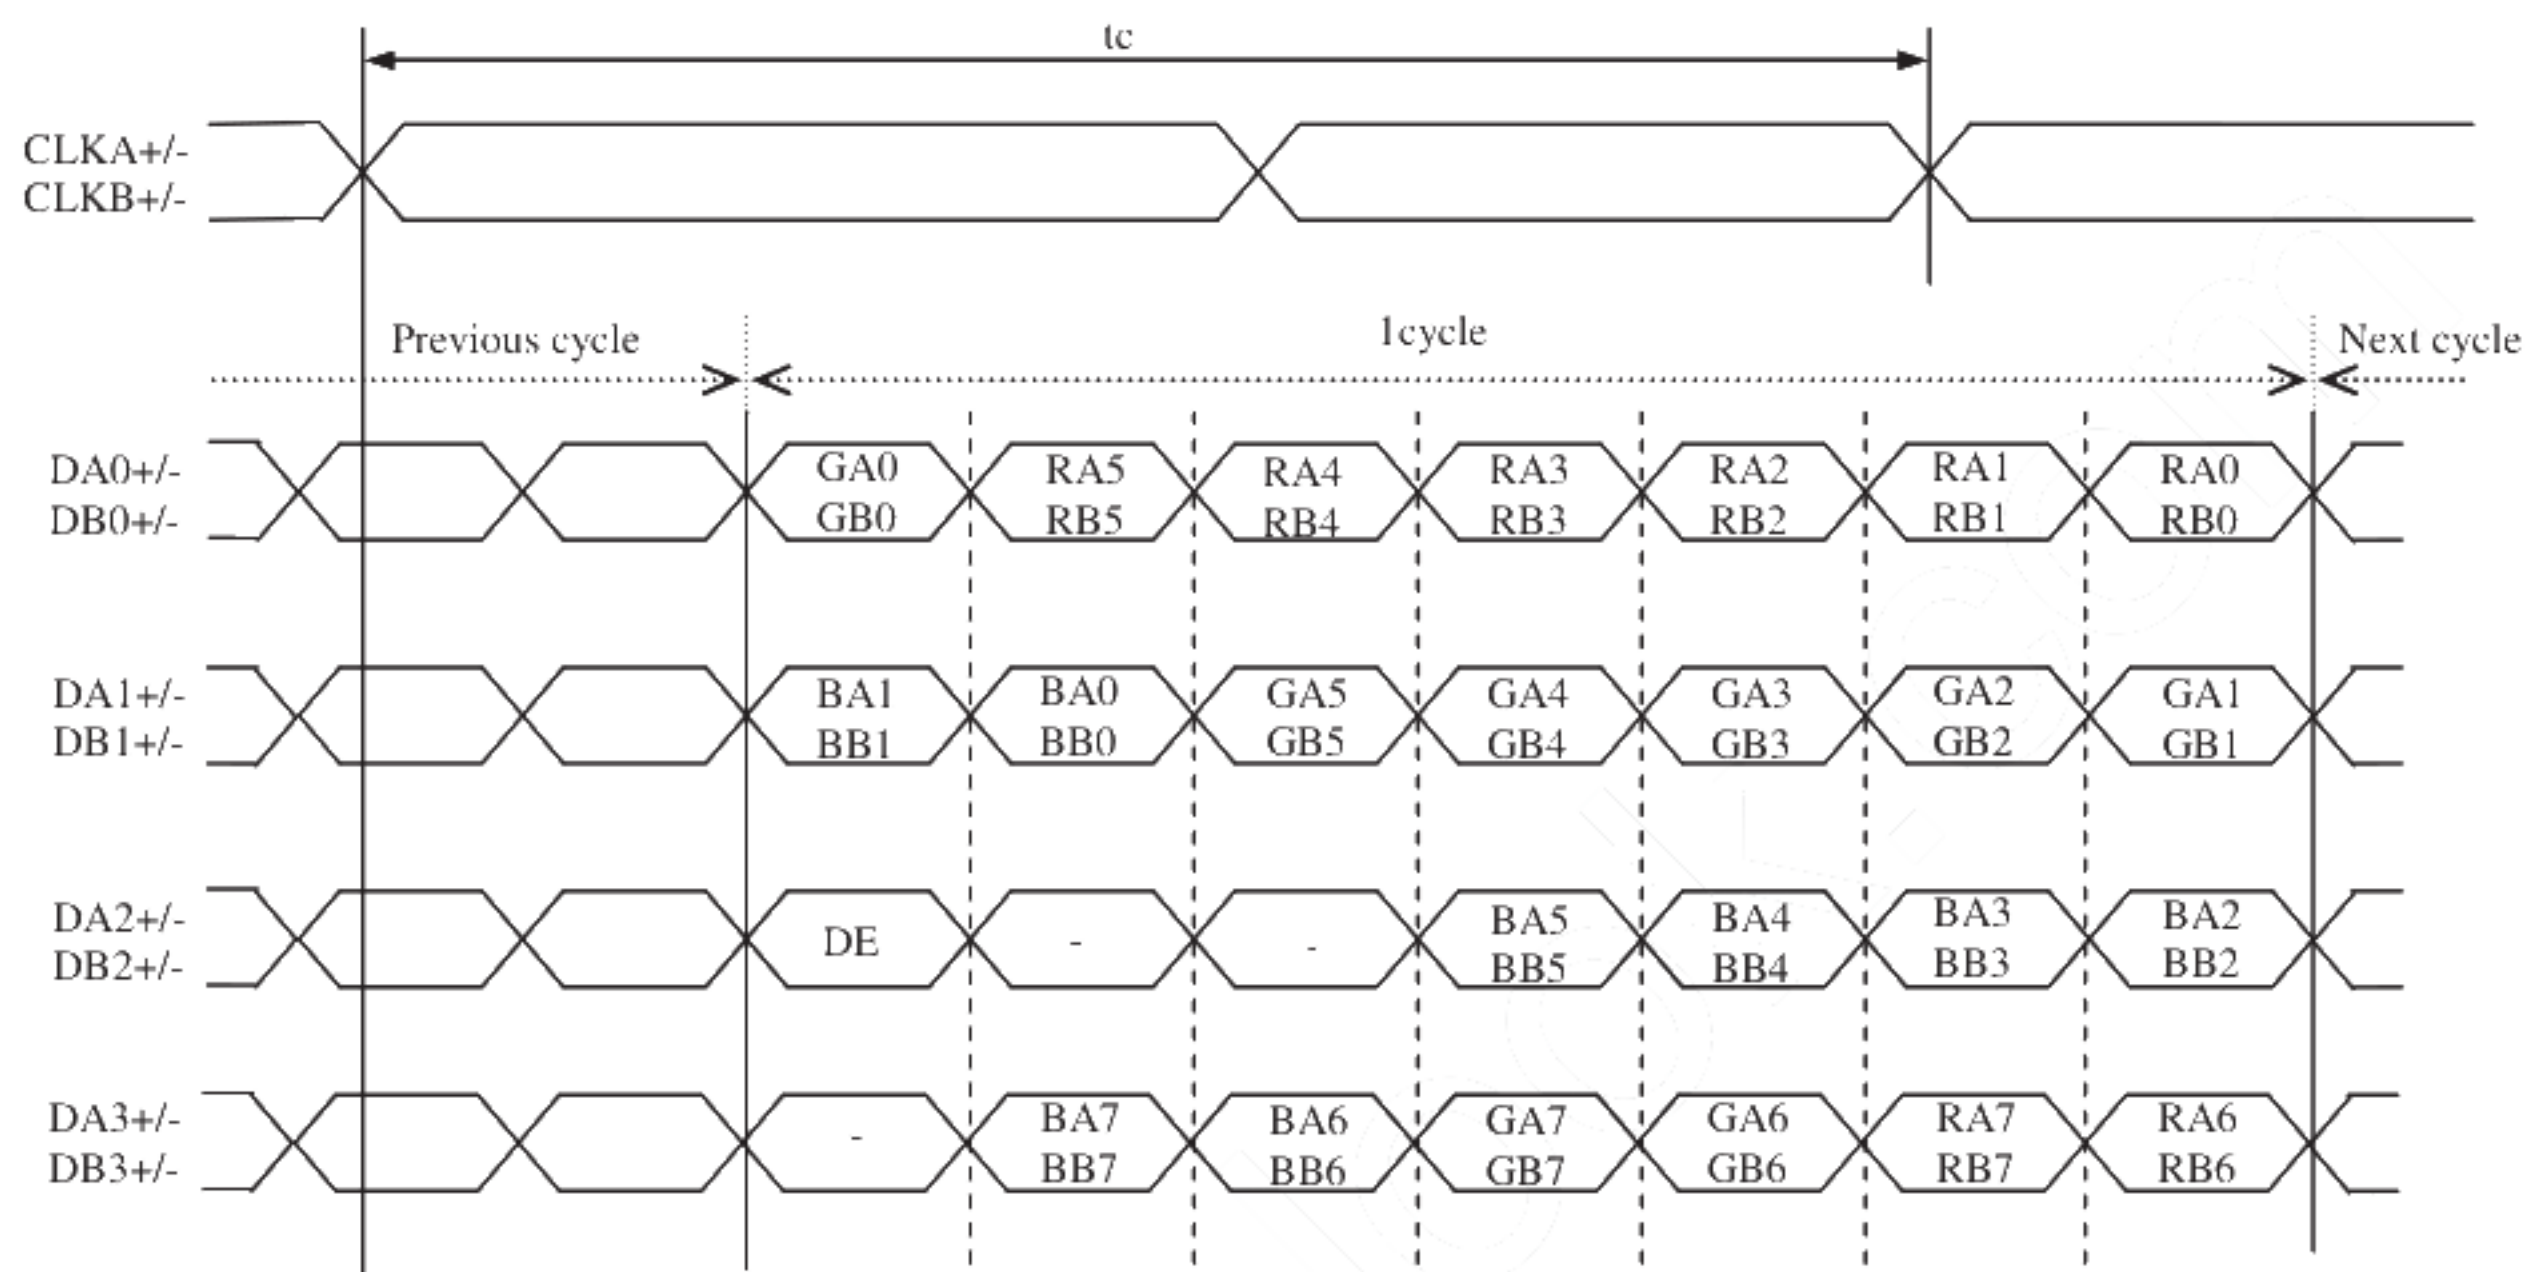 tc
CLKA+/-
CLKB+/-
Previous cycle 1cycle Next cycle
DA0+/- GA0 RA5 RA4 RA3 RA2 RA1 RA0
DB0+/- GB0 RB5 RB4 RB3 RB2 RB1 RB0
DA1+/- BA1 BA0 GA5 GA4 GA3 GA2 GA1
DB1+/- BB1 BB0 GB5 GB4 GB3 GB2 GB1
DA2+/- BA5 BA4 BA3 BA2
DE - -
DB2+/- BB5 BB4 BB3 BB2
DA3+/- BA7 BA6 GA7 GA6 RA7 RA6
-
DB3+/- BB7 BB6 GB7 GB6 RB7 RB6